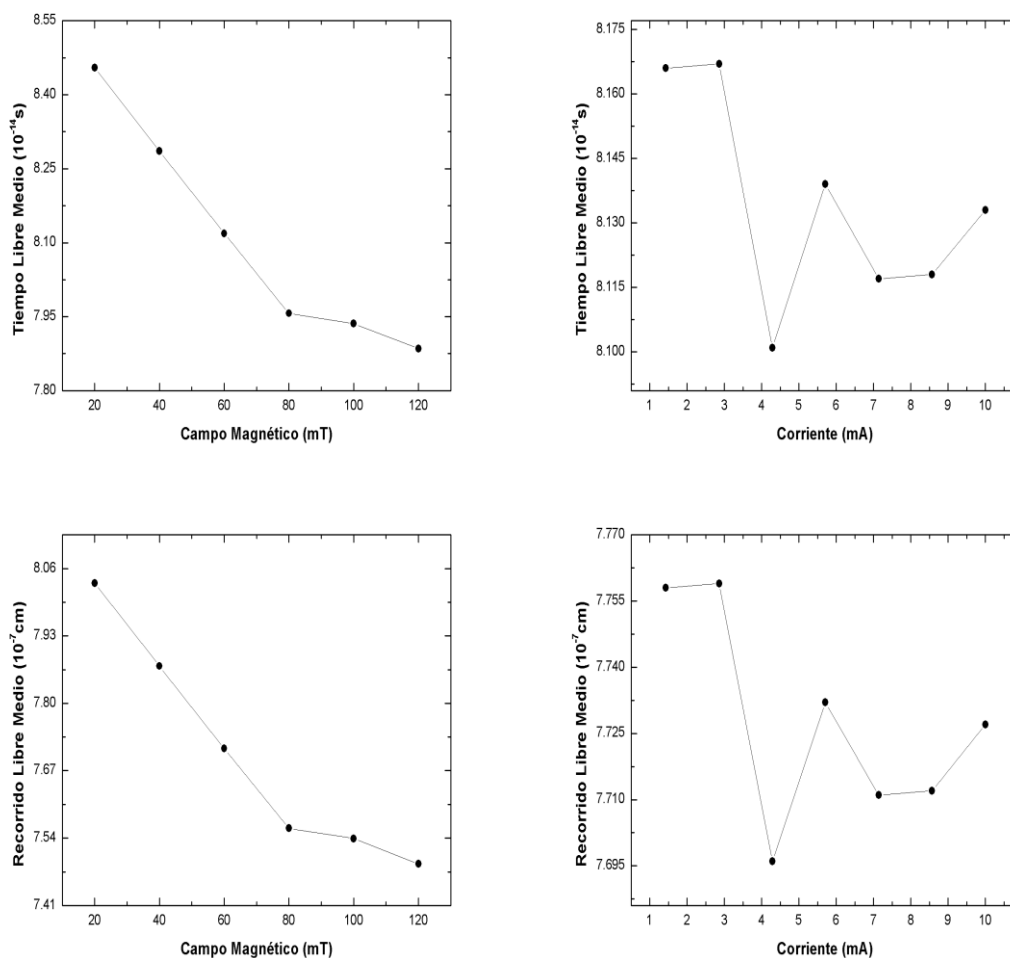 8.55
8.40
8.25
8.10
7.95
7.80
Tiempo Libre Medio (10⁻¹⁴s)
20 40 60 80 100 120
Campo Magnético (mT)
8.175
8.160
8.145
8.130
8.115
8.100
Tiempo Libre Medio (10⁻¹⁴s)
1 2 3 4 5 6 7 8 9 10
Corriente (mA)
8.06
7.93
7.80
7.67
7.54
7.41
Recorrido Libre Medio (10⁻⁷cm)
20 40 60 80 100 120
Campo Magnético (mT)
7.770
7.755
7.740
7.725
7.710
7.695
Recorrido Libre Medio (10⁻⁷cm)
1 2 3 4 5 6 7 8 9 10
Corriente (mA)